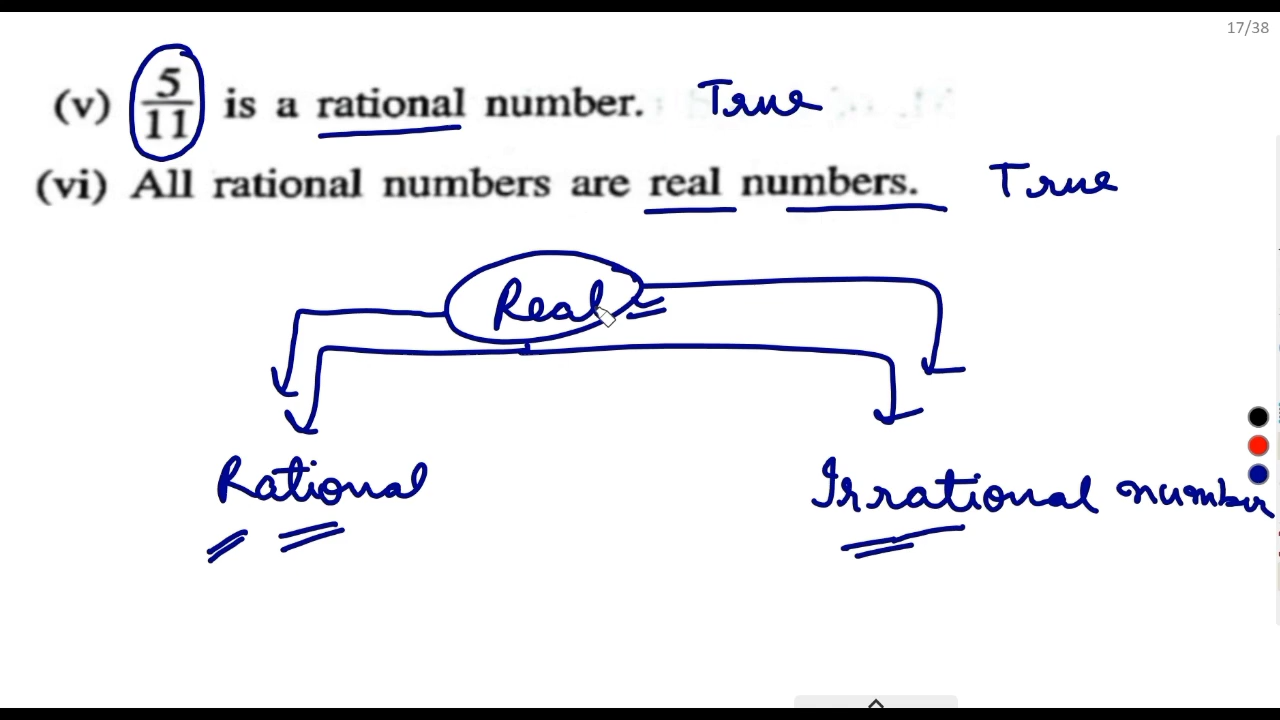 17/38
(v) 5/11 is a rational number. True
(vi) All rational numbers are real numbers. True
Real
Rational Irrational number